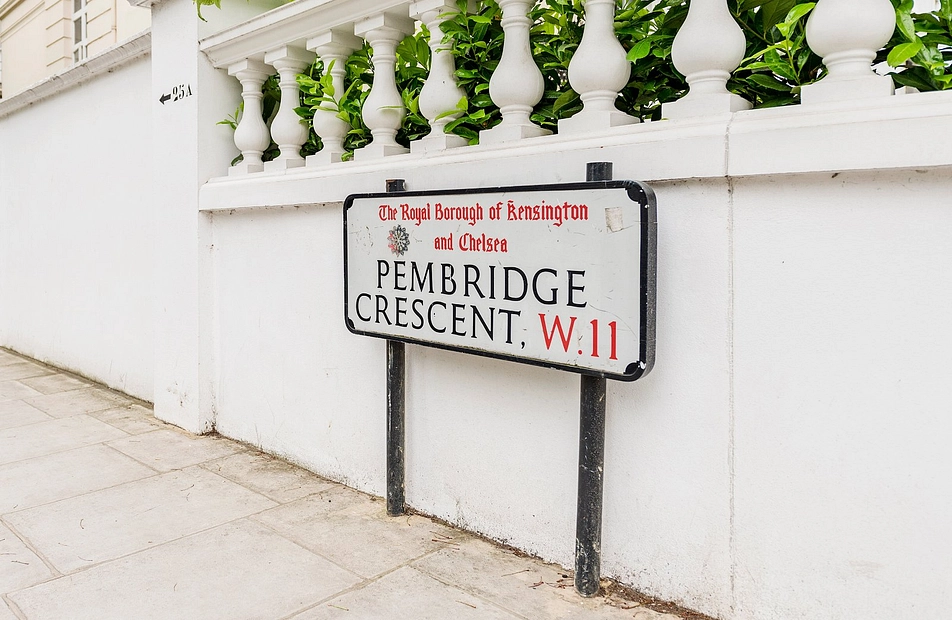 25A
The Royal Borough of Kensington
and Chelsea
PEMBRIDGE
CRESCENT, W.11